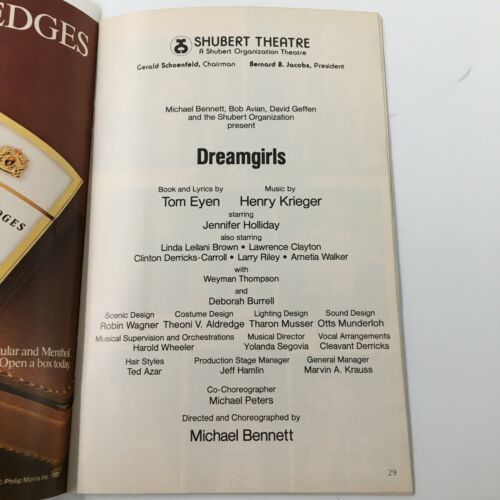 EDGES
EDGES
ular and Menthol.
Open a box today.
© Philip Morris Inc.
SHUBERT THEATRE
A Shubert Organization Theatre
Gerald Schoenfeld, Chairman Bernard B. Jacobs, President
Michael Bennett, Bob Avian, David Geffen
and the Shubert Organization
present
Dreamgirls
Book and Lyrics by Music by
Tom Eyen Henry Krieger
starring
Jennifer Holliday
also starring
Linda Leilani Brown • Lawrence Clayton
Clinton Derricks-Carroll • Larry Riley • Arnetia Walker
with
Weyman Thompson
and
Deborah Burrell
Scenic Design Costume Design Lighting Design Sound Design
Robin Wagner Theoni V. Aldredge Tharon Musser Otts Munderloh
Musical Supervision and Orchestrations Musical Director Vocal Arrangements
Harold Wheeler Yolanda Segovia Cleavant Derricks
Hair Styles Production Stage Manager General Manager
Ted Azar Jeff Hamlin Marvin A. Krauss
Co-Choreographer
Michael Peters
Directed and Choreographed by
Michael Bennett
29